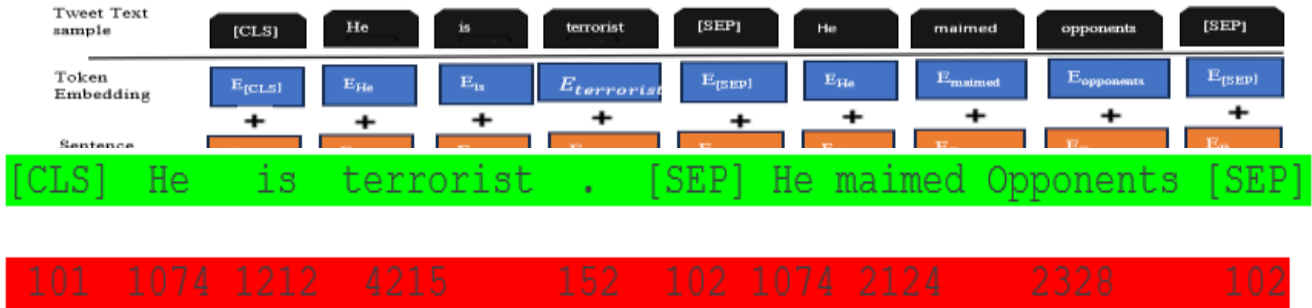 Tweet Text sample [CLS] He is terrorist [SEP] He maimed opponents [SEP]
Token Embedding E[CLS] EHe Eis Eterrorist E[SEP] EHe Emaimed Eopponents E[SEP]
+ + + + + + + + +
Sentence
[CLS] He is terrorist . [SEP] He maimed Opponents [SEP]
101 1074 1212 4215 152 102 1074 2124 2328 102